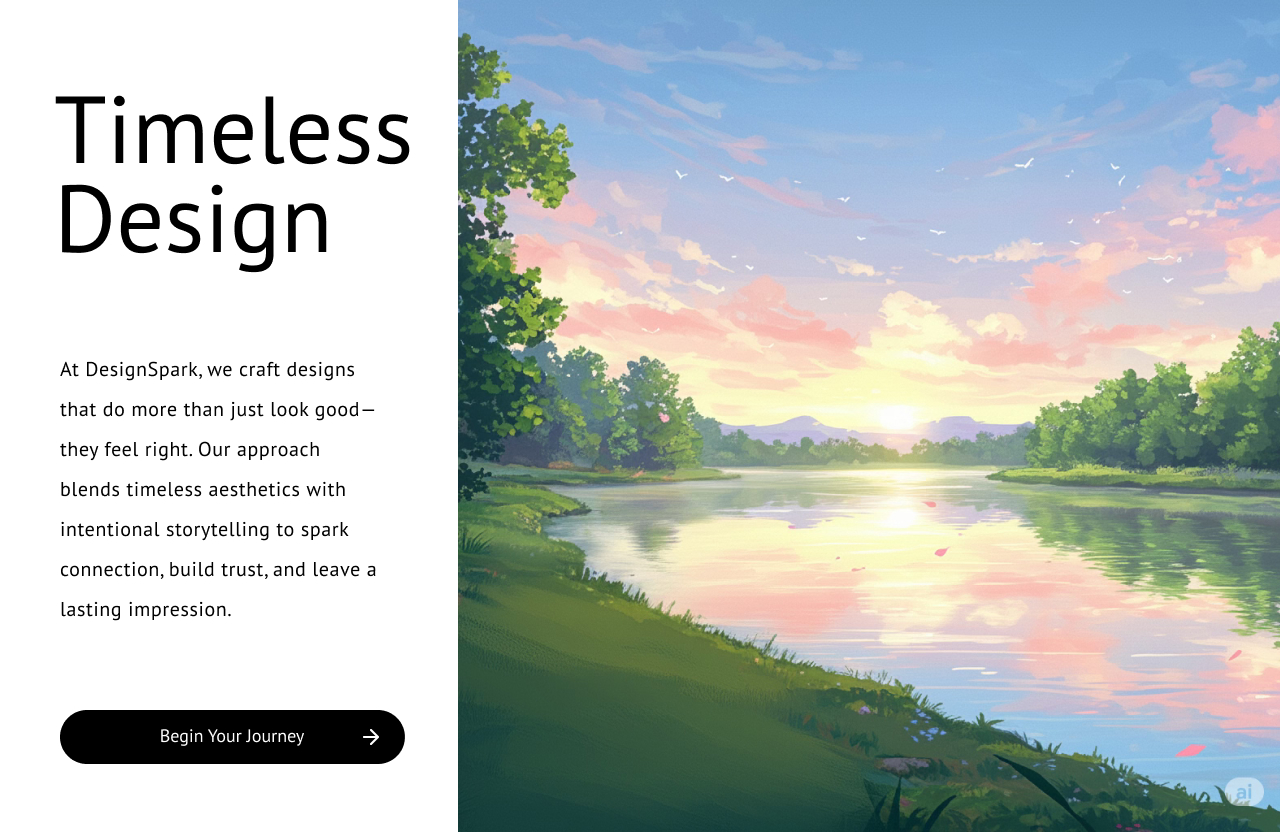 Timeless
Design
At DesignSpark, we craft designs
that do more than just look good—
they feel right. Our approach
blends timeless aesthetics with
intentional storytelling to spark
connection, build trust, and leave a
lasting impression.
Begin Your Journey
ai